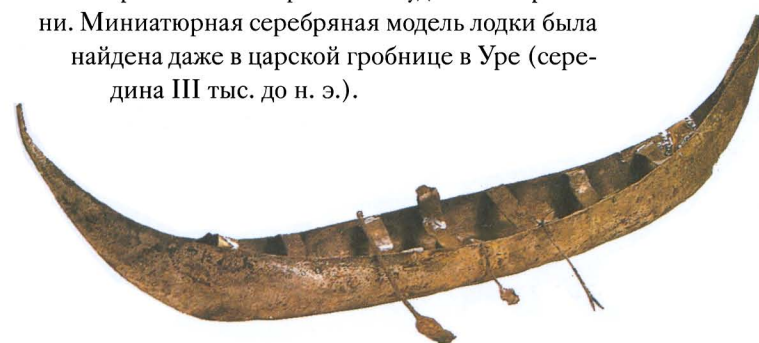 ни. Миниатюрная серебряная модель лодки была
найдена даже в царской гробнице в Уре (сере-
дина III тыс. до н. э.).